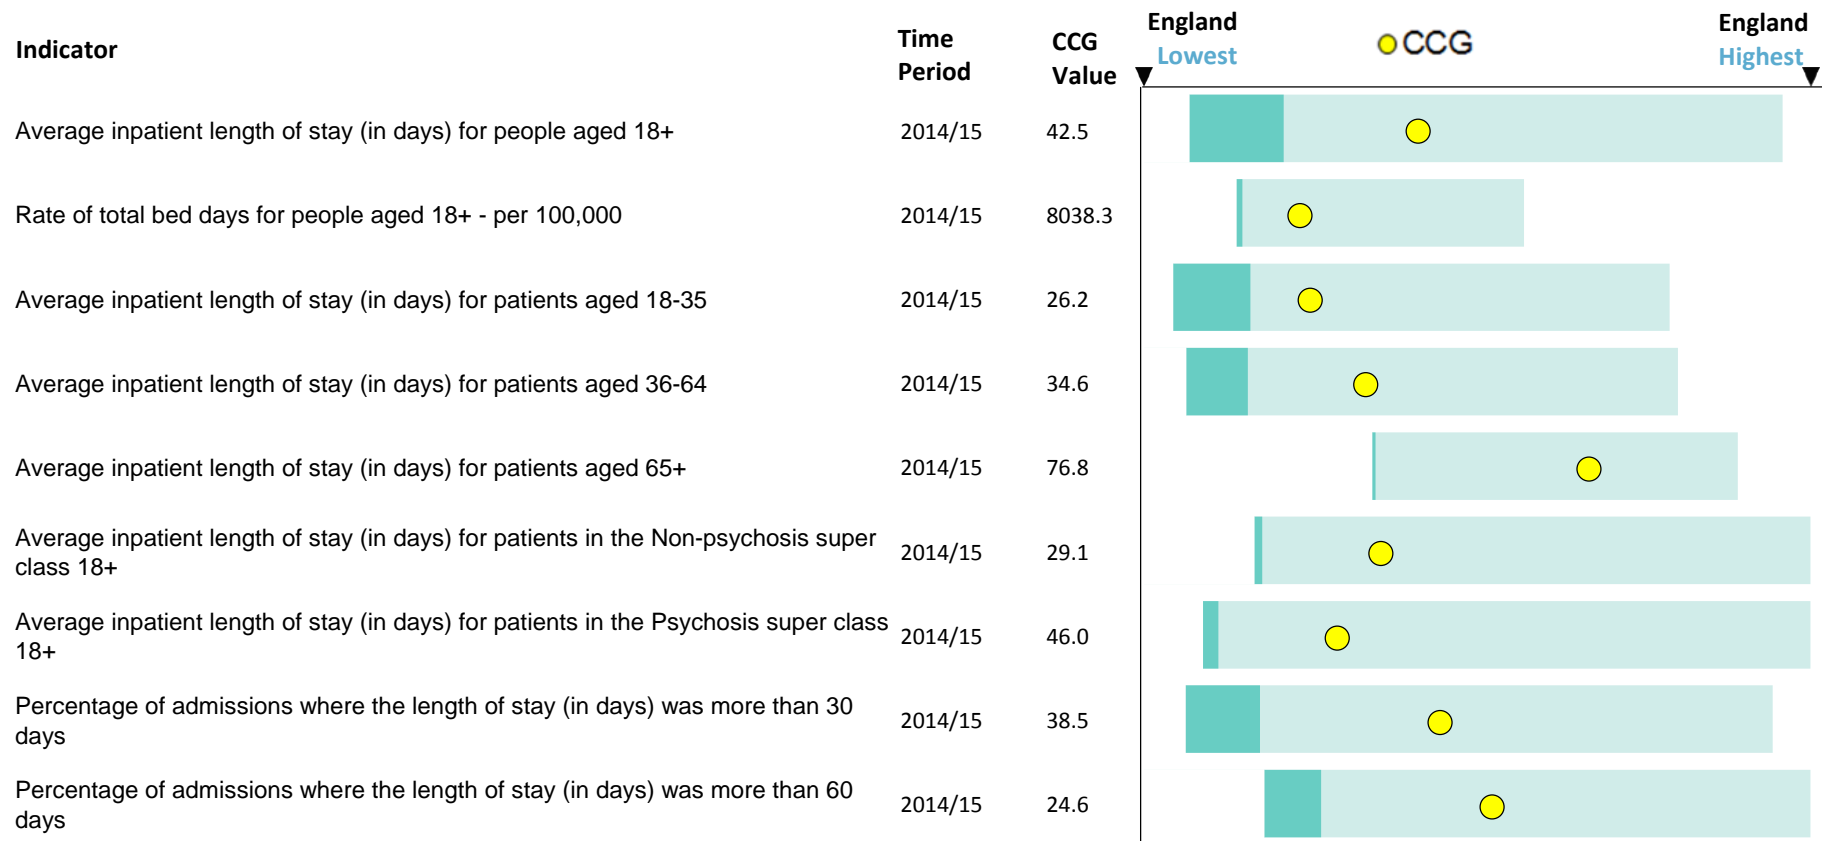 Indicator
Time
Period
CCG
Value
England
Lowest
CCG
England
Highest
Average inpatient length of stay (in days) for people aged 18+ 2014/15 42.5
Rate of total bed days for people aged 18+ - per 100,000 2014/15 8038.3
Average inpatient length of stay (in days) for patients aged 18-35 2014/15 26.2
Average inpatient length of stay (in days) for patients aged 36-64 2014/15 34.6
Average inpatient length of stay (in days) for patients aged 65+ 2014/15 76.8
Average inpatient length of stay (in days) for patients in the Non-psychosis super
class 18+
2014/15 29.1
Average inpatient length of stay (in days) for patients in the Psychosis super class
18+
2014/15 46.0
Percentage of admissions where the length of stay (in days) was more than 30
days
2014/15 38.5
Percentage of admissions where the length of stay (in days) was more than 60
days
2014/15 24.6